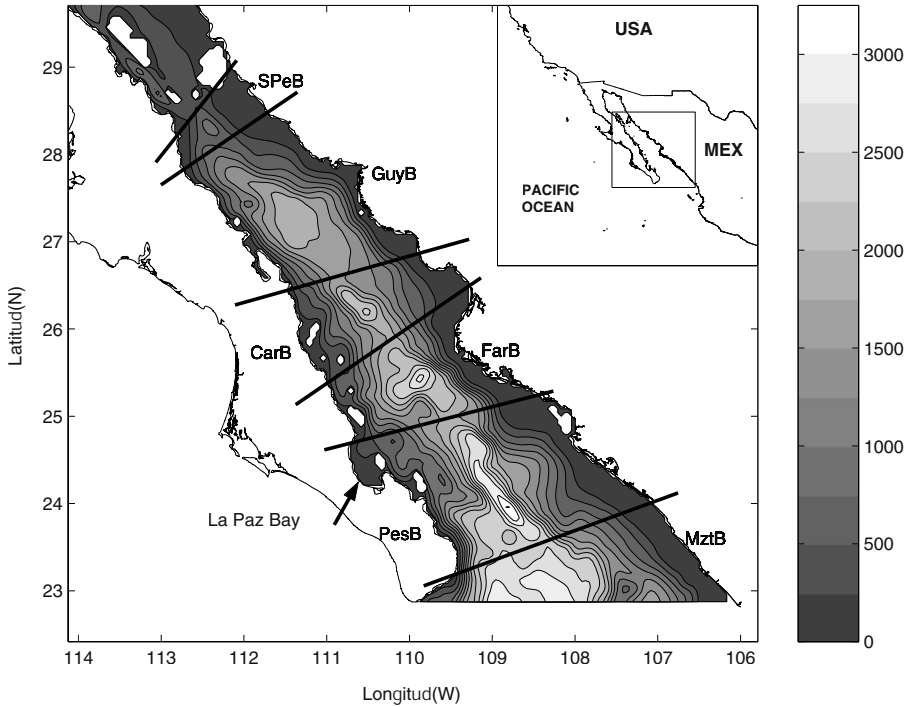 USA
MEX
PACIFIC
OCEAN
SPeB
GuyB
CarB
FarB
La Paz Bay
PesB
MztB
29
28
27
26
25
24
23
Latitud(N)
114
113
112
111
110
109
108
107
106
Longitud(W)
3000
2500
2000
1500
1000
500
0